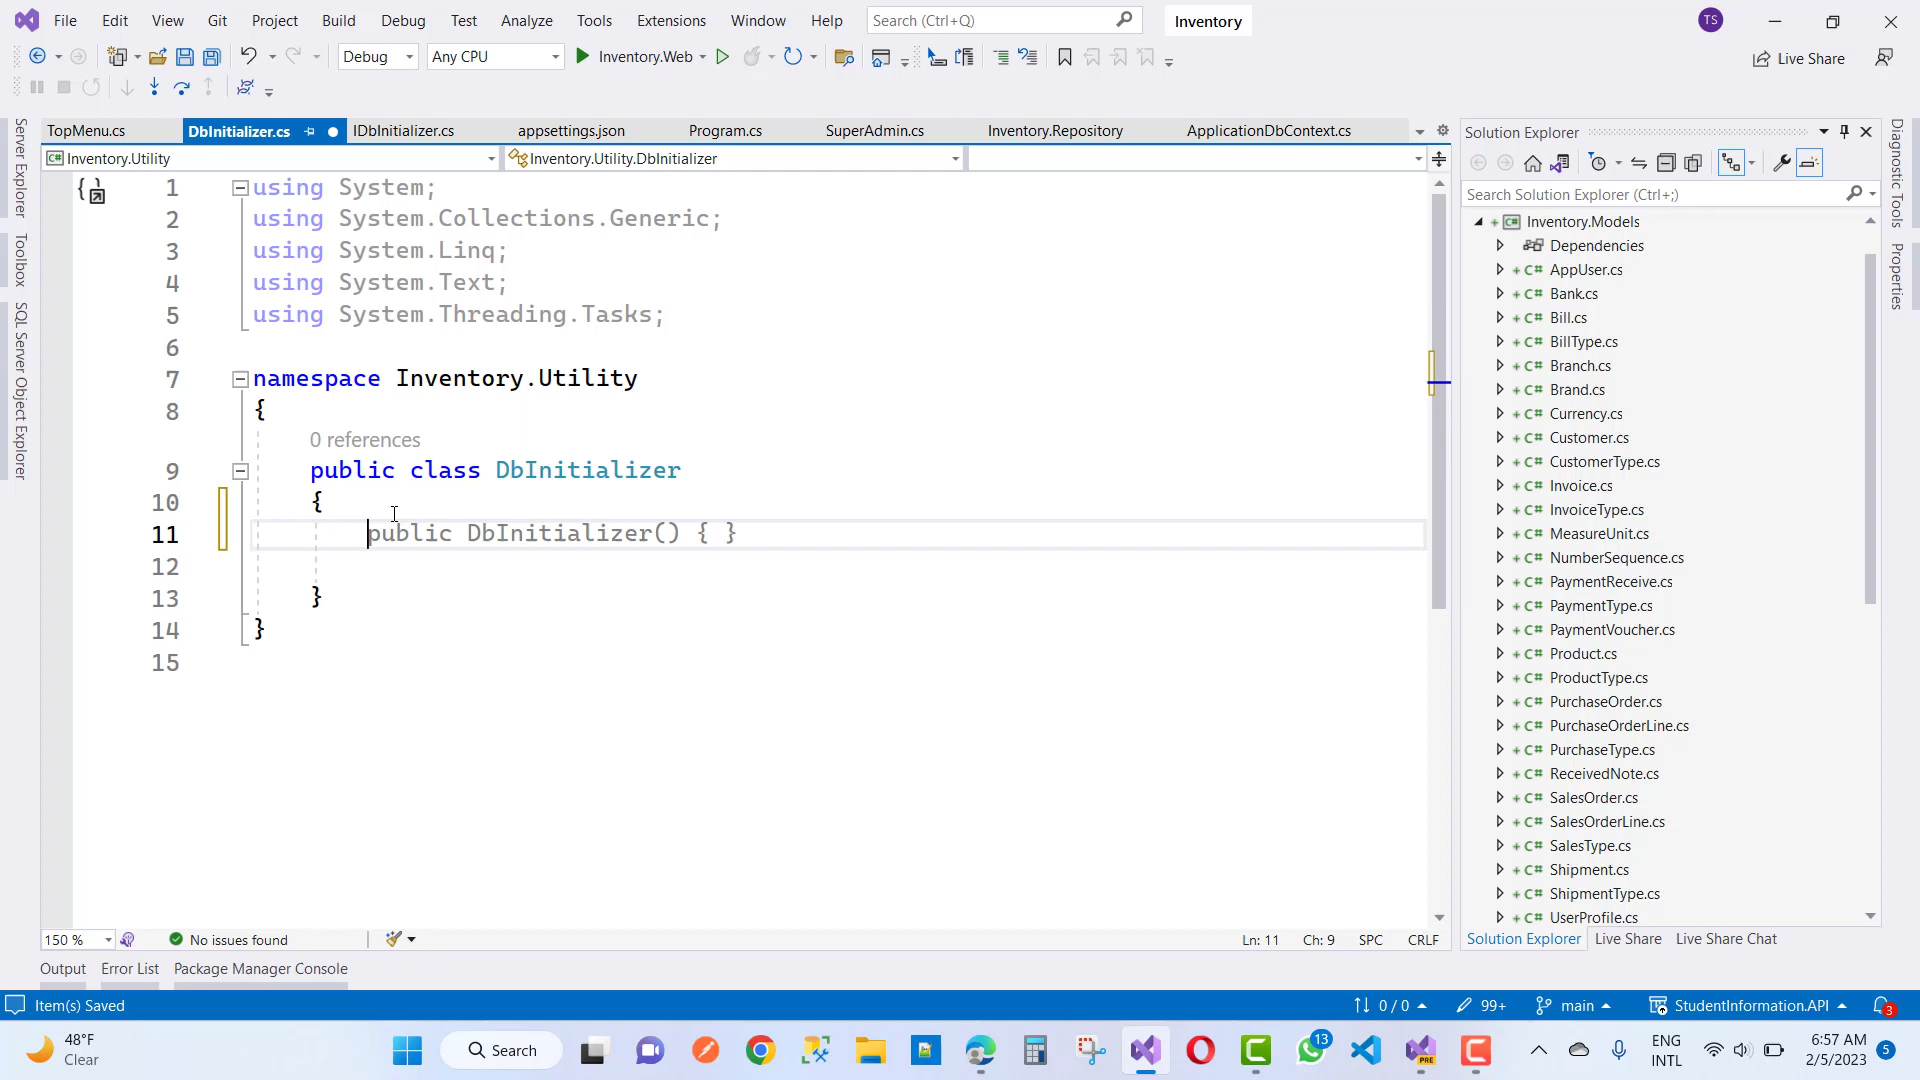 File Edit View Git Project Build Debug Test Analyze Tools Extensions Window Help Search (Ctrl+Q) Inventory TS
Debug Any CPU Inventory.Web Live Share
TopMenu.cs DbInitializer.cs IDbInitializer.cs appsettings.json Program.cs SuperAdmin.cs Inventory.Repository ApplicationDbContext.cs
Inventory.Utility Inventory.Utility.DbInitializer
Server Explorer
Toolbox
SQL Server Object Explorer
1 using System;
2 using System.Collections.Generic;
3 using System.Linq;
4 using System.Text;
5 using System.Threading.Tasks;
6
7 namespace Inventory.Utility
8 {
0 references
9 public class DbInitializer
10 {
11 public DbInitializer() { }
12
13 }
14 }
15
150 % No issues found Ln: 11 Ch: 9 SPC CRLF
Solution Explorer
Search Solution Explorer (Ctrl+;)
Inventory.Models
Dependencies
C# AppUser.cs
C# Bank.cs
C# Bill.cs
C# BillType.cs
C# Branch.cs
C# Brand.cs
C# Currency.cs
C# Customer.cs
C# CustomerType.cs
C# Invoice.cs
C# InvoiceType.cs
C# MeasureUnit.cs
C# NumberSequence.cs
C# PaymentReceive.cs
C# PaymentType.cs
C# PaymentVoucher.cs
C# Product.cs
C# ProductType.cs
C# PurchaseOrder.cs
C# PurchaseOrderLine.cs
C# PurchaseType.cs
C# ReceivedNote.cs
C# SalesOrder.cs
C# SalesOrderLine.cs
C# SalesType.cs
C# Shipment.cs
C# ShipmentType.cs
C# UserProfile.cs
Solution Explorer Live Share Live Share Chat
Diagnostic Tools
Properties
Output Error List Package Manager Console
Item(s) Saved 0 / 0 99+ main StudentInformation.API 3
48°F
Clear
Search
13
PRE
ENG
INTL
6:57 AM
2/5/2023
5